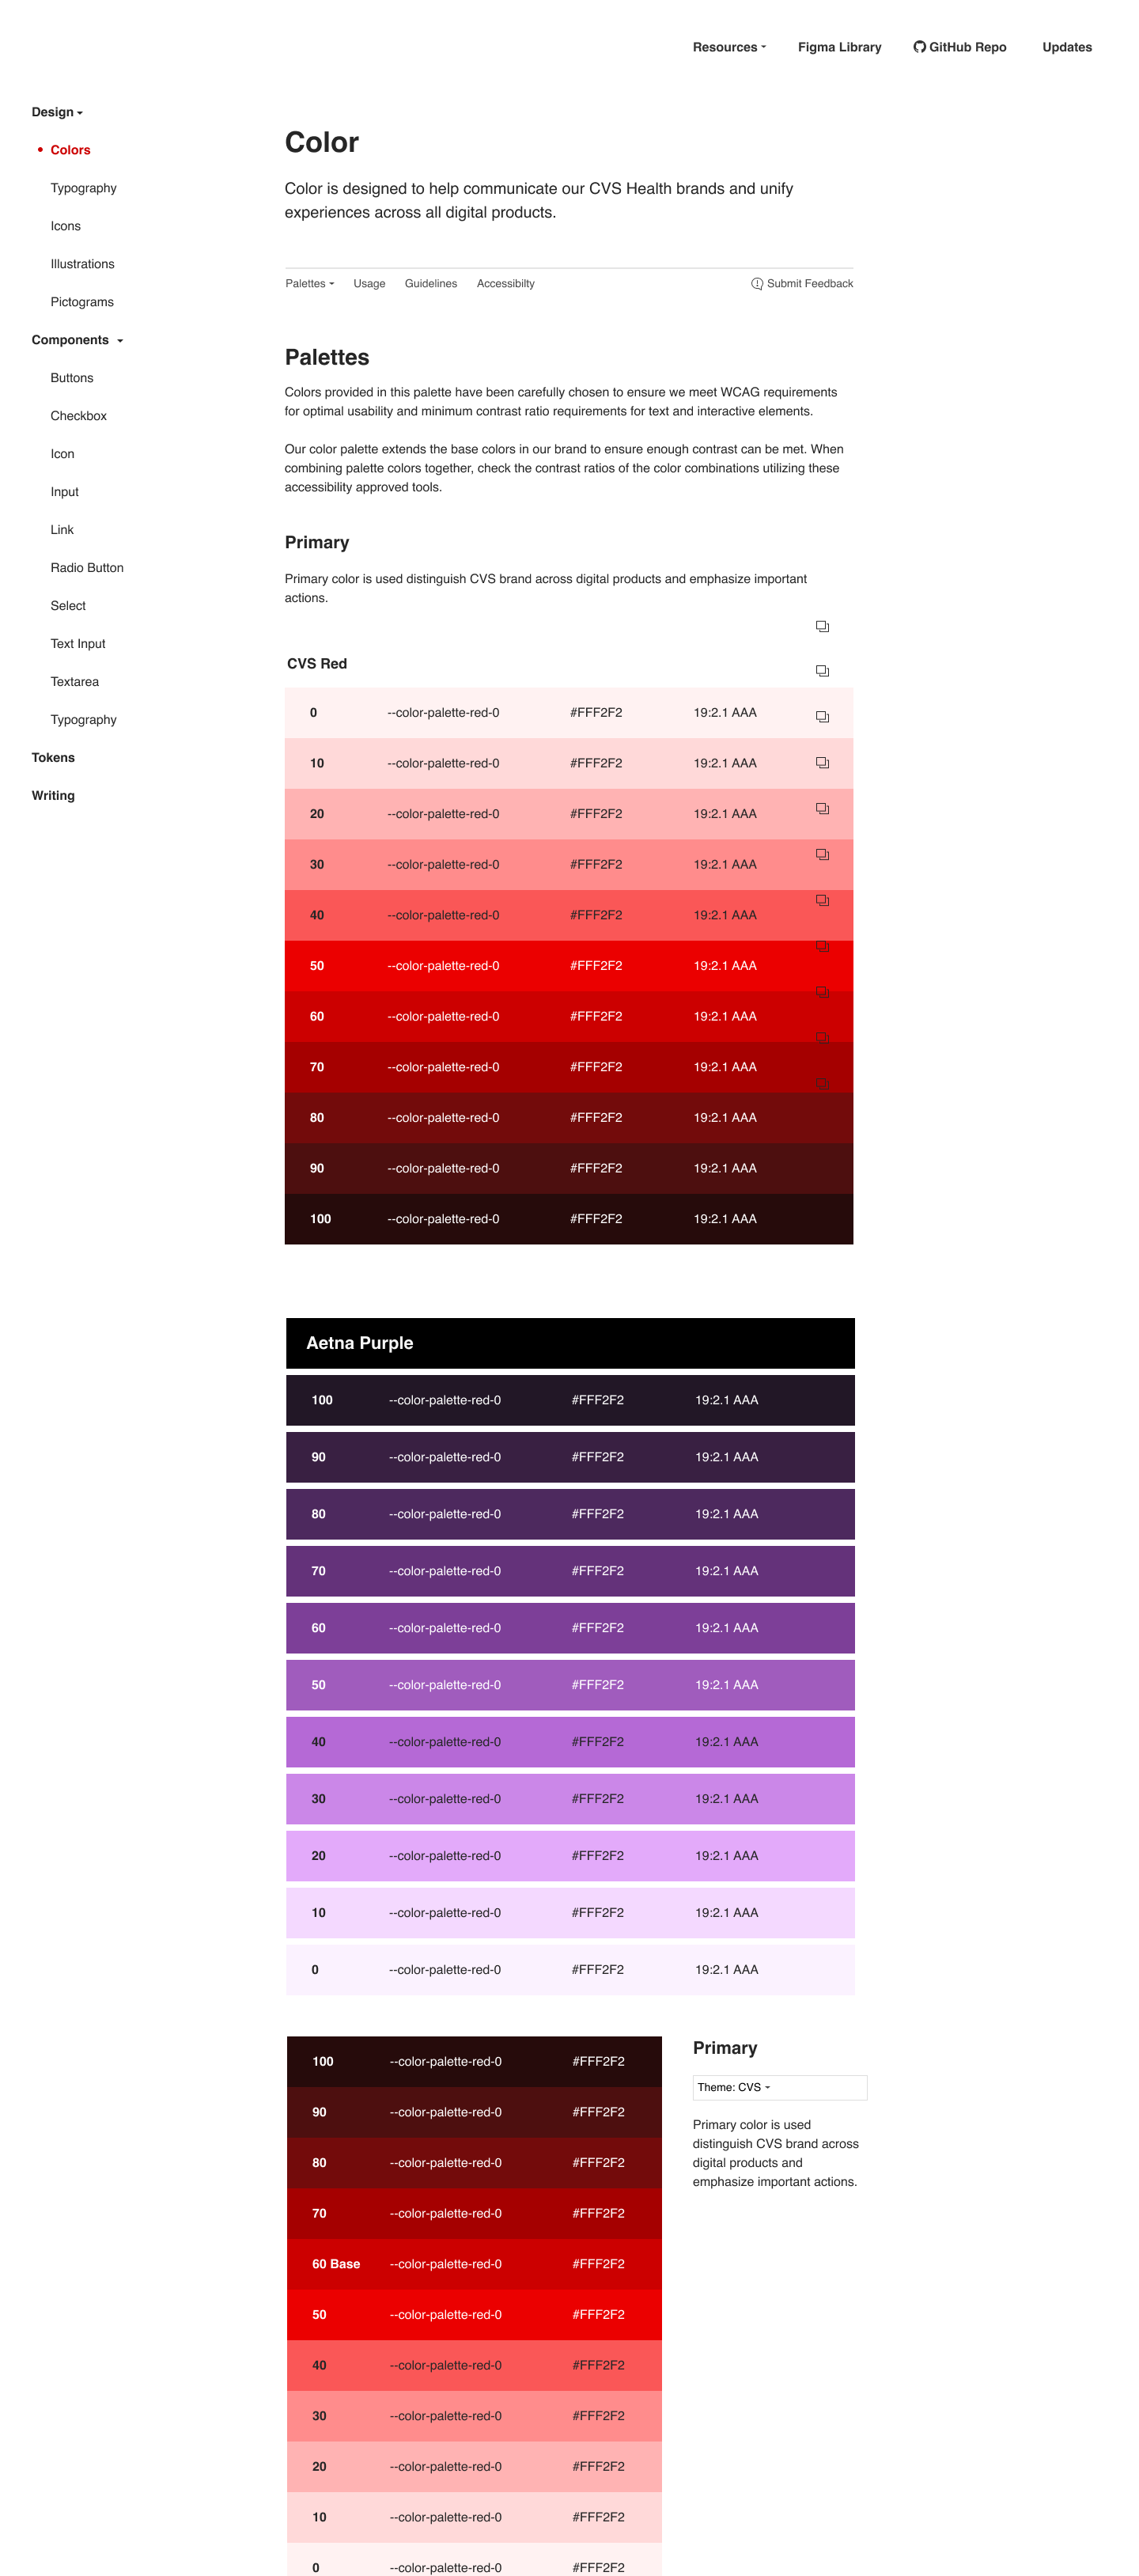 Resources Figma Library GitHub Repo Updates
Design
Colors
Typography
Icons
Illustrations
Pictograms
Components
Buttons
Checkbox
Icon
Input
Link
Radio Button
Select
Text Input
Textarea
Typography
Tokens
Writing
Color
Color is designed to help communicate our CVS Health brands and unify
experiences across all digital products.
Palettes Usage Guidelines Accessibilty Submit Feedback
Palettes
Colors provided in this palette have been carefully chosen to ensure we meet WCAG requirements
for optimal usability and minimum contrast ratio requirements for text and interactive elements.
Our color palette extends the base colors in our brand to ensure enough contrast can be met. When
combining palette colors together, check the contrast ratios of the color combinations utilizing these
accessibility approved tools.
Primary
Primary color is used distinguish CVS brand across digital products and emphasize important
actions.
CVS Red
0 --color-palette-red-0 #FFF2F2 19:2.1 AAA
10 --color-palette-red-0 #FFF2F2 19:2.1 AAA
20 --color-palette-red-0 #FFF2F2 19:2.1 AAA
30 --color-palette-red-0 #FFF2F2 19:2.1 AAA
40 --color-palette-red-0 #FFF2F2 19:2.1 AAA
50 --color-palette-red-0 #FFF2F2 19:2.1 AAA
60 --color-palette-red-0 #FFF2F2 19:2.1 AAA
70 --color-palette-red-0 #FFF2F2 19:2.1 AAA
80 --color-palette-red-0 #FFF2F2 19:2.1 AAA
90 --color-palette-red-0 #FFF2F2 19:2.1 AAA
100 --color-palette-red-0 #FFF2F2 19:2.1 AAA
Aetna Purple
100 --color-palette-red-0 #FFF2F2 19:2.1 AAA
90 --color-palette-red-0 #FFF2F2 19:2.1 AAA
80 --color-palette-red-0 #FFF2F2 19:2.1 AAA
70 --color-palette-red-0 #FFF2F2 19:2.1 AAA
60 --color-palette-red-0 #FFF2F2 19:2.1 AAA
50 --color-palette-red-0 #FFF2F2 19:2.1 AAA
40 --color-palette-red-0 #FFF2F2 19:2.1 AAA
30 --color-palette-red-0 #FFF2F2 19:2.1 AAA
20 --color-palette-red-0 #FFF2F2 19:2.1 AAA
10 --color-palette-red-0 #FFF2F2 19:2.1 AAA
0 --color-palette-red-0 #FFF2F2 19:2.1 AAA
100 --color-palette-red-0 #FFF2F2
90 --color-palette-red-0 #FFF2F2
80 --color-palette-red-0 #FFF2F2
70 --color-palette-red-0 #FFF2F2
60 Base --color-palette-red-0 #FFF2F2
50 --color-palette-red-0 #FFF2F2
40 --color-palette-red-0 #FFF2F2
30 --color-palette-red-0 #FFF2F2
20 --color-palette-red-0 #FFF2F2
10 --color-palette-red-0 #FFF2F2
0 --color-palette-red-0 #FFF2F2
Primary
Theme: CVS
Primary color is used
distinguish CVS brand across
digital products and
emphasize important actions.